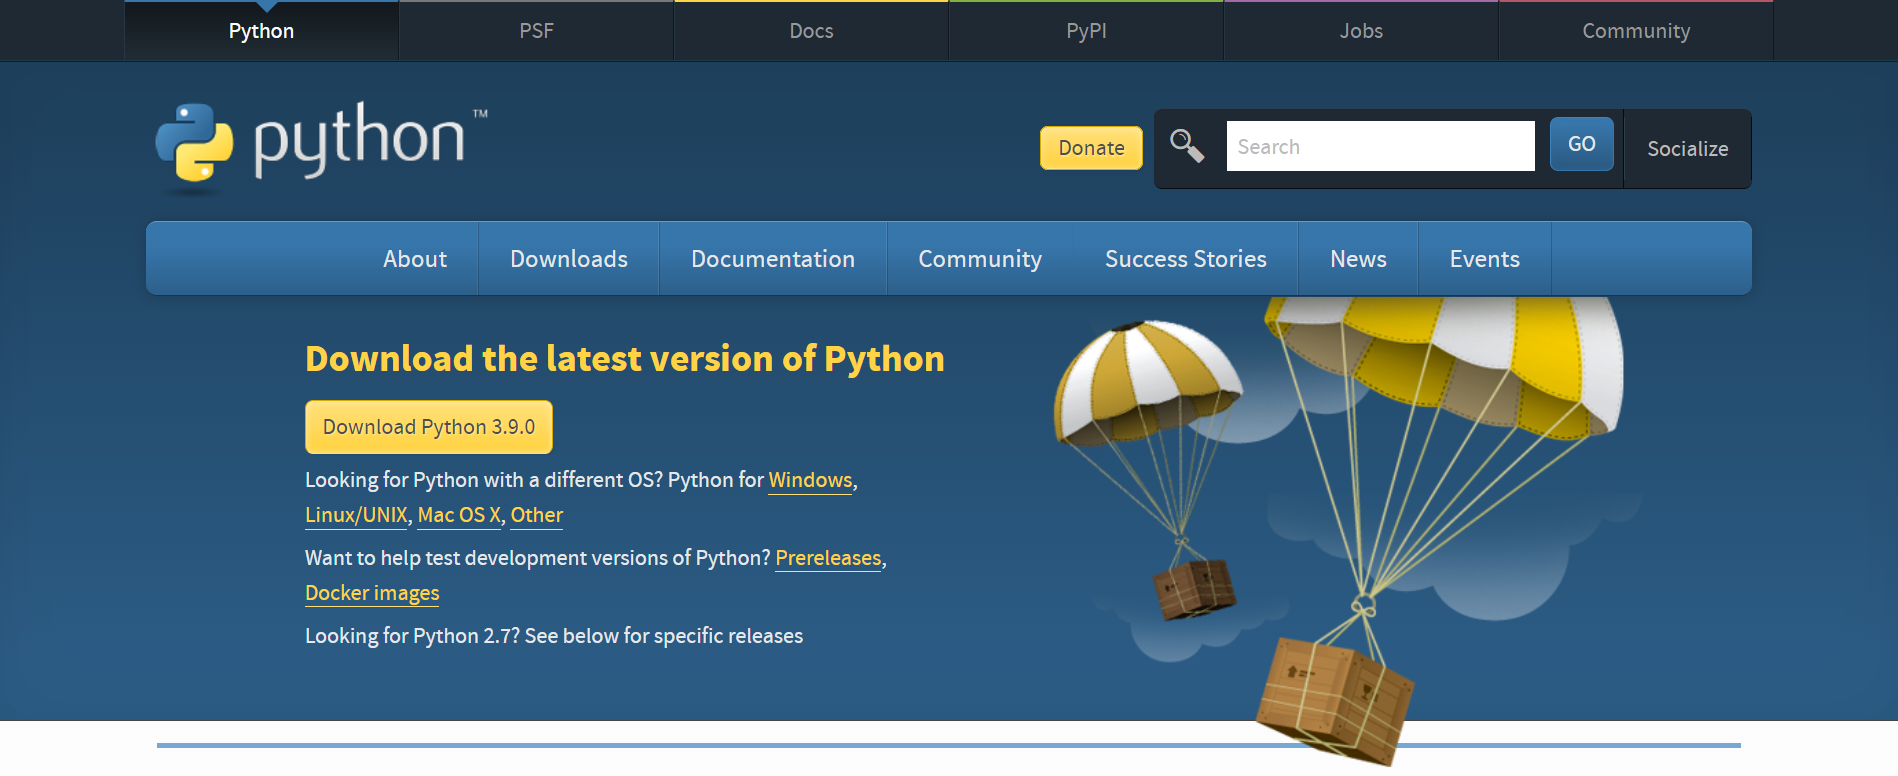 Python PSF Docs PyPI Jobs Community
python™
Donate Search GO Socialize
About Downloads Documentation Community Success Stories News Events
Download the latest version of Python
Download Python 3.9.0
Looking for Python with a different OS? Python for Windows,
Linux/UNIX, Mac OS X, Other
Want to help test development versions of Python? Prereleases,
Docker images
Looking for Python 2.7? See below for specific releases